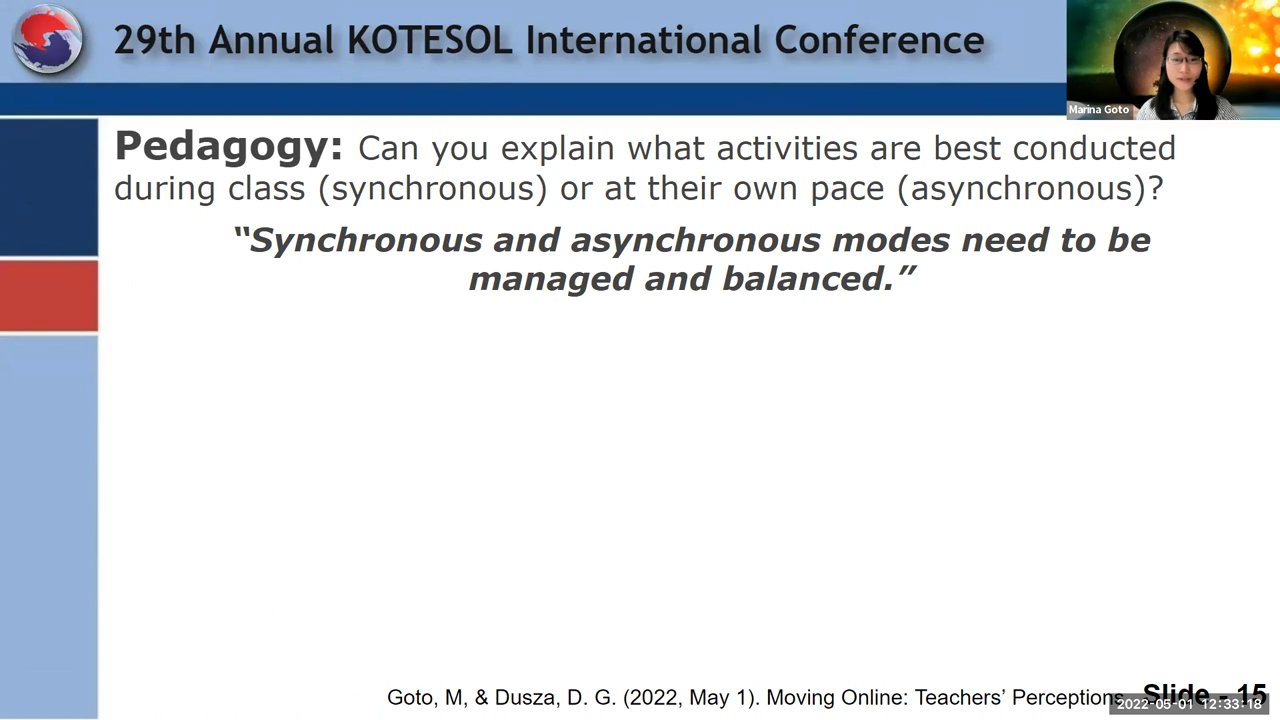 29th Annual KOTESOL International Conference
Marina Goto
Pedagogy: Can you explain what activities are best conducted
during class (synchronous) or at their own pace (asynchronous)?
“Synchronous and asynchronous modes need to be
managed and balanced.”
Goto, M, & Dusza, D. G. (2022, May 1). Moving Online: Teachers’ Perceptions.
Slide - 15
2022-05-01 12:33:18